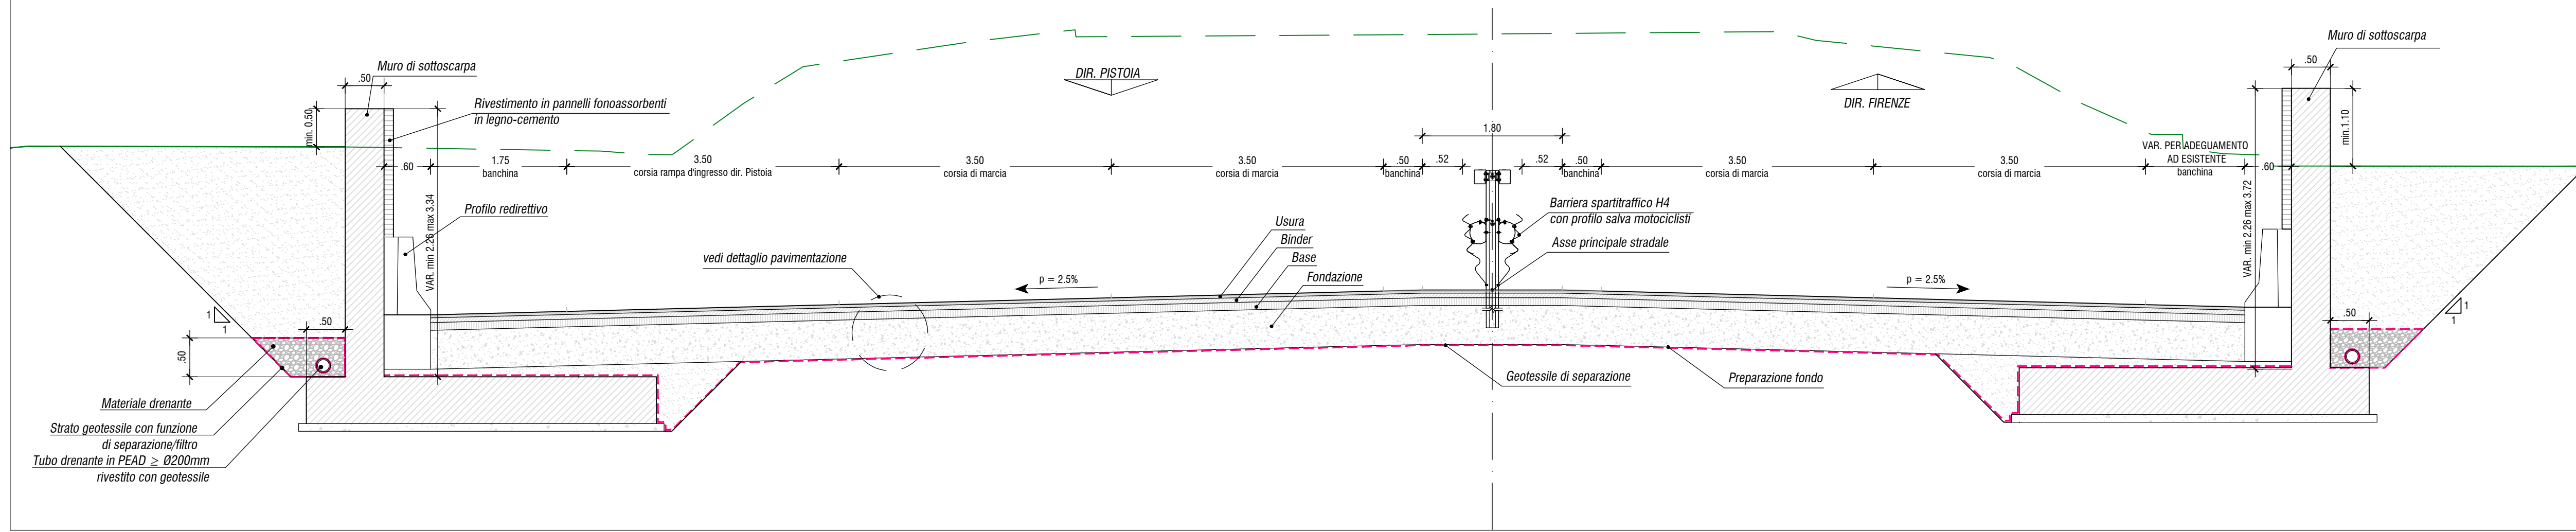 Muro di sottoscarpa
.50
min. 0.50
Rivestimento in pannelli fonoassorbenti
in legno-cemento
DIR. PISTOIA
DIR. FIRENZE
Muro di sottoscarpa
.50
min.1.10
1.80
.60
1.75
banchina
3.50
corsia rampa d'ingresso dir. Pistoia
3.50
corsia di marcia
3.50
corsia di marcia
.50
banchina
.52
.52
.50
banchina
3.50
corsia di marcia
3.50
corsia di marcia
VAR. PER ADEGUAMENTO
AD ESISTENTE
banchina
.60
VAR. min 2.26 max 3.34
VAR. min 2.26 max 3.72
Profilo redirettivo
vedi dettaglio pavimentazione
Usura
Binder
Base
Fondazione
Barriera spartitraffico H4
con profilo salva motociclisti
Asse principale stradale
p = 2.5%
p = 2.5%
1
1
.50
.50
.50
1
1
Materiale drenante
Strato geotessile con funzione
di separazione/filtro
Tubo drenante in PEAD ≥ Ø200mm
rivestito con geotessile
Geotessile di separazione
Preparazione fondo